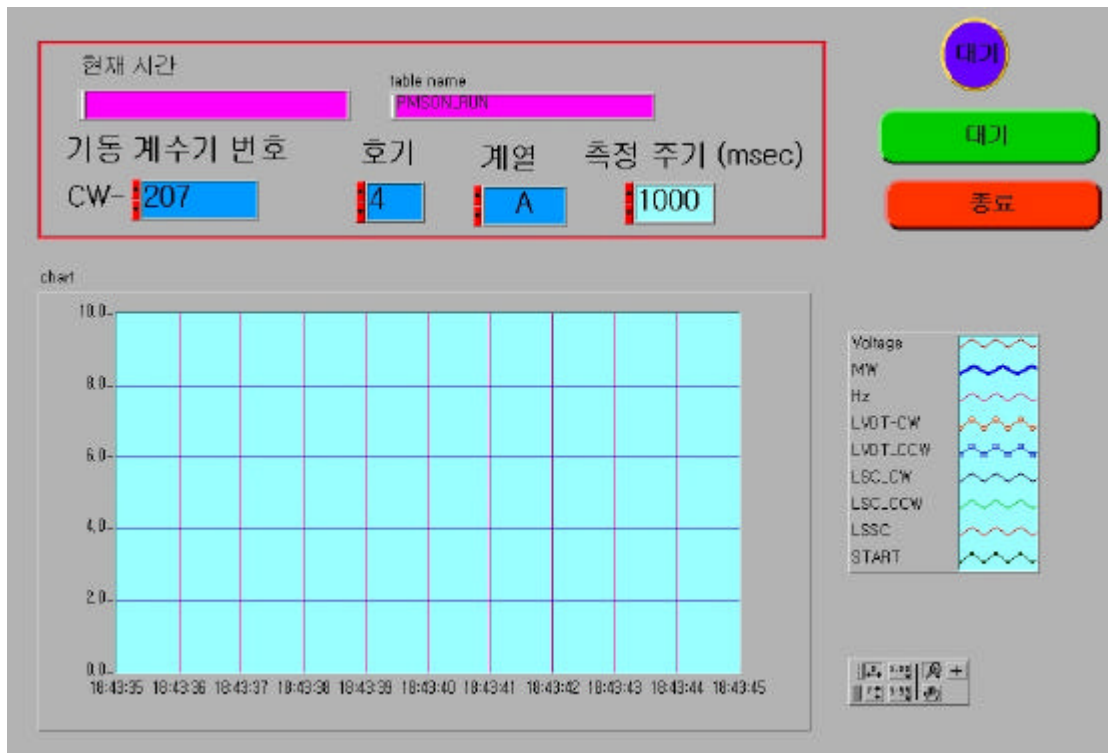 현재 시간
table name
PMSON_RUN
대기
대기
종료
기동 계수기 번호 호기 계열 측정 주기 (msec)
CW- 207 4 A 1000
chart
10.0
8.0
6.0
4.0
2.0
0.0
18:43:35 18:43:36 18:43:37 18:43:38 18:43:39 18:43:40 18:43:41 18:43:42 18:43:43 18:43:44 18:43:45
Voltage
MW
Hz
LVDT-CW
LVDT_CCW
LSC_CW
LSC_CCW
LSSC
START